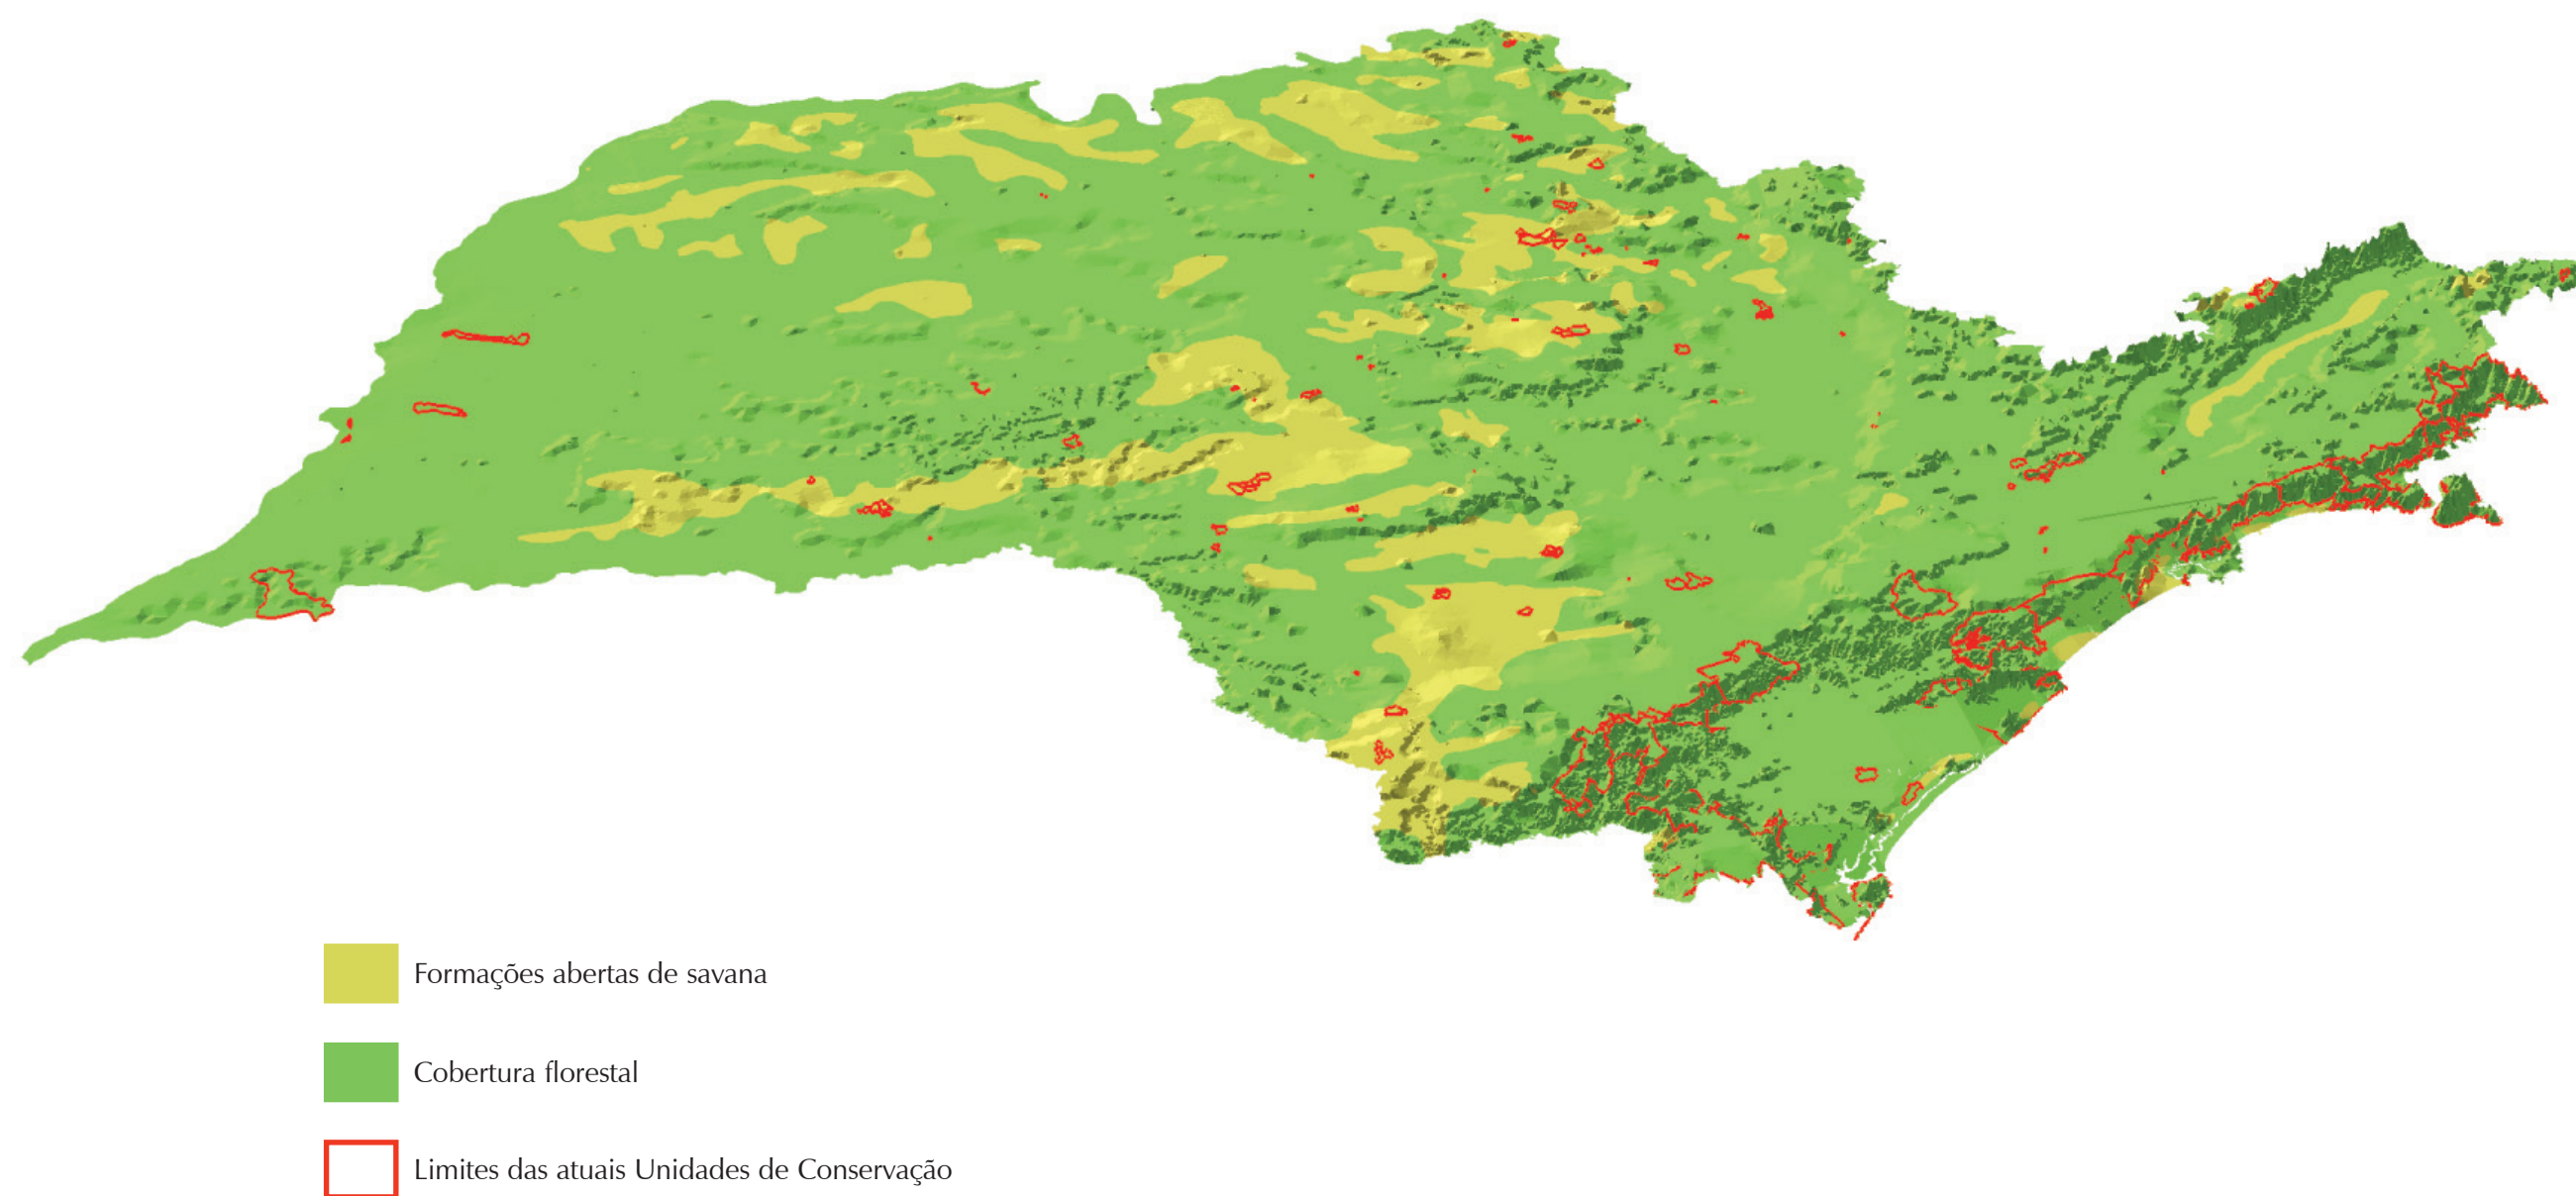 Formações abertas de savana
Cobertura florestal
Limites das atuais Unidades de Conservação